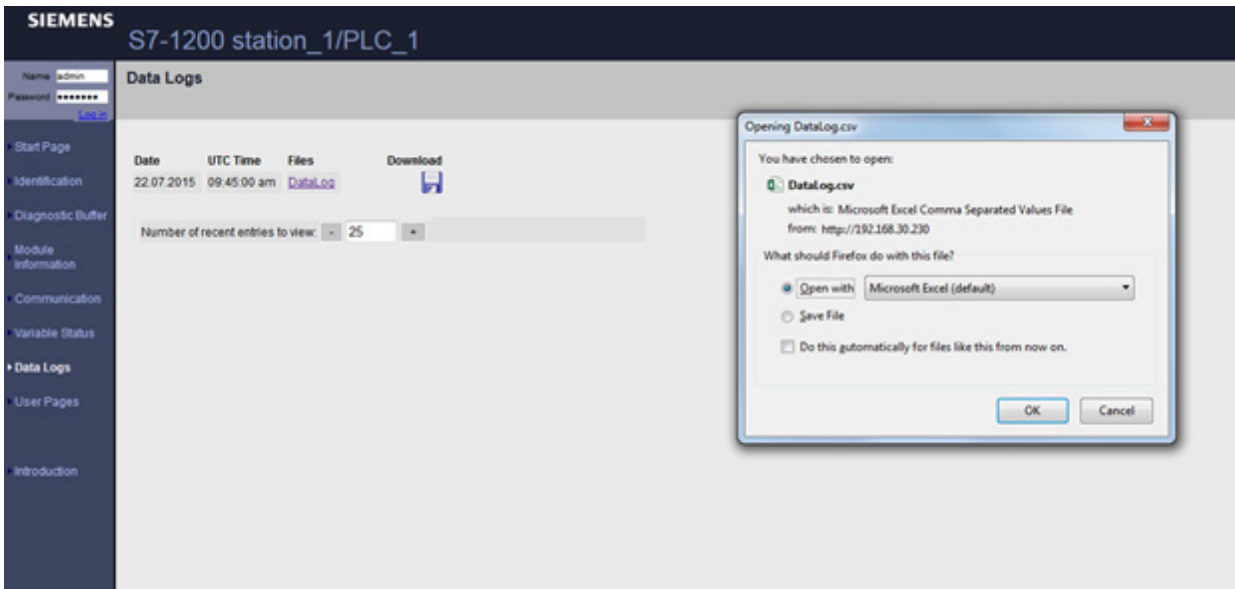 SIEMENS
S7-1200 station_1/PLC_1
Name admin
Password •••••••
Log in
Start Page
Identification
Diagnostic Buffer
Module
Information
Communication
Variable Status
Data Logs
User Pages
Introduction
Data Logs
Date UTC Time Files Download
22.07.2015 09:45:00 am DataLog
Number of recent entries to view: - 25 +
Opening DataLog.csv
You have chosen to open:
DataLog.csv
which is: Microsoft Excel Comma Separated Values File
from: http://192.168.30.230
What should Firefox do with this file?
Open with Microsoft Excel (default)
Save File
Do this automatically for files like this from now on.
OK Cancel